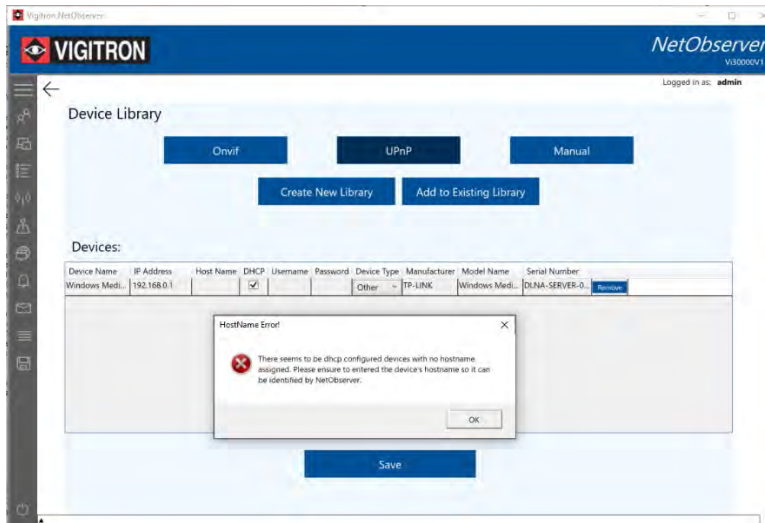 Vigitron NetObserver
VIGITRON
NetObserver
Vi30000V1
Logged in as: admin
Device Library
Onvif
UPnP
Manual
Create New Library
Add to Existing Library
Devices:
Device Name IP Address Host Name DHCP Username Password Device Type Manufacturer Model Name Serial Number
Windows Medi... 192.168.0.1 Other TP-LINK Windows Medi... DLNA-SERVER-0... Remove
HostName Error!
There seems to be dhcp configured devices with no hostname
assigned. Please ensure to entered the device's hostname so it can
be identified by NetObserver.
OK
Save